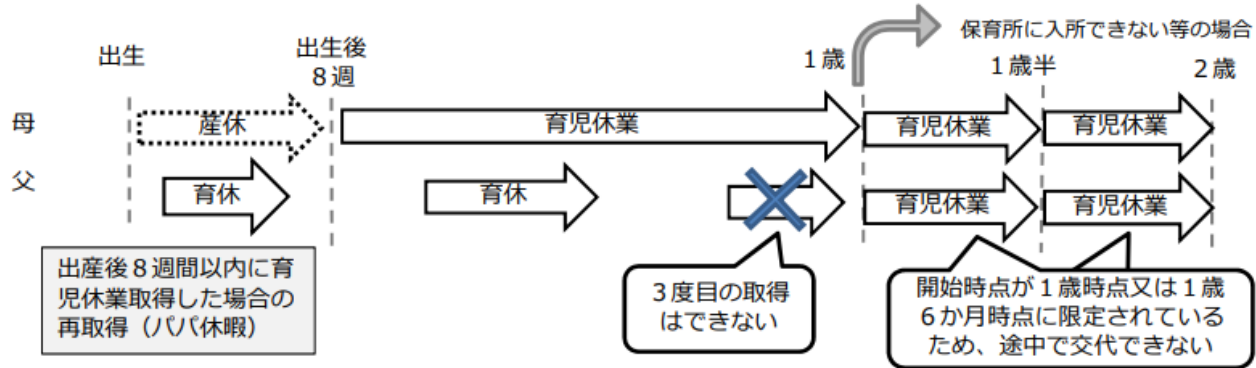 保育所に入所できない等の場合
出生
出生後
8週
1歳
1歳半
2歳
母
産休
育児休業
育児休業
育児休業
父
育休
育休
育児休業
育児休業
出産後8週間以内に育
児休業取得した場合の
再取得（パパ休暇）
3度目の取得
はできない
開始時点が1歳時点又は1歳
6か月時点に限定されている
ため、途中で交代できない